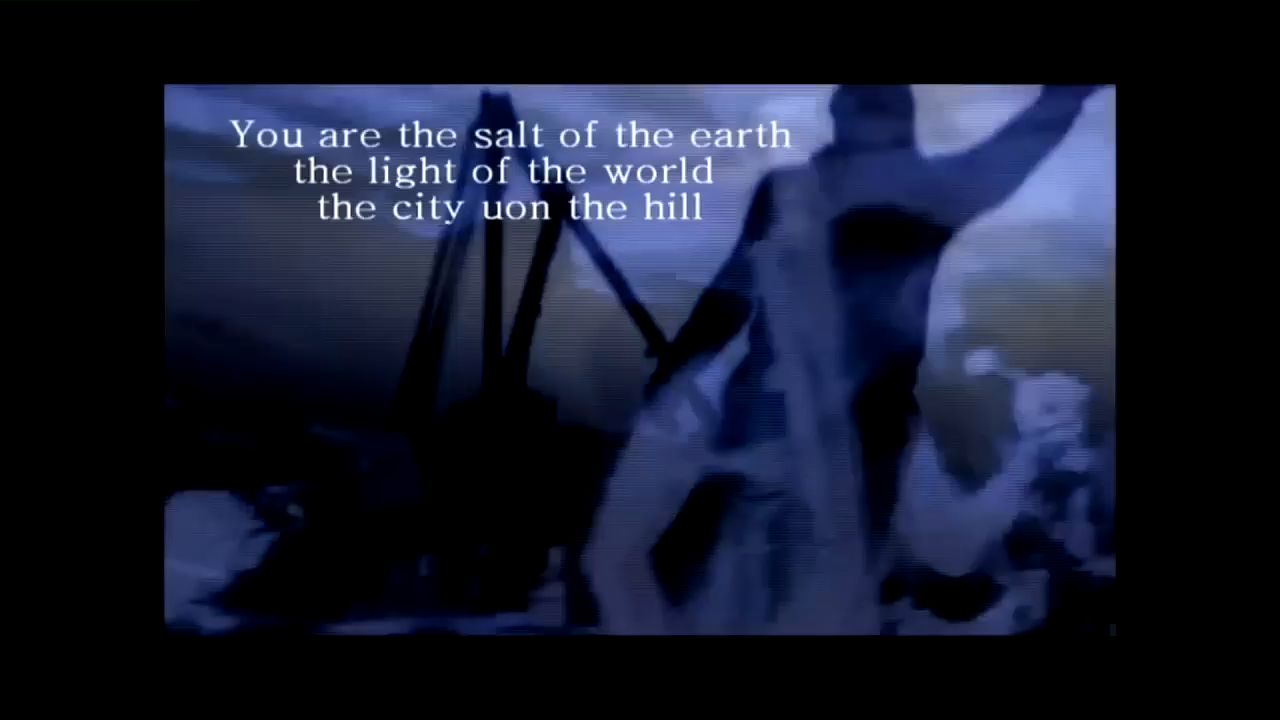 You are the salt of the earth
the light of the world
the city uon the hill